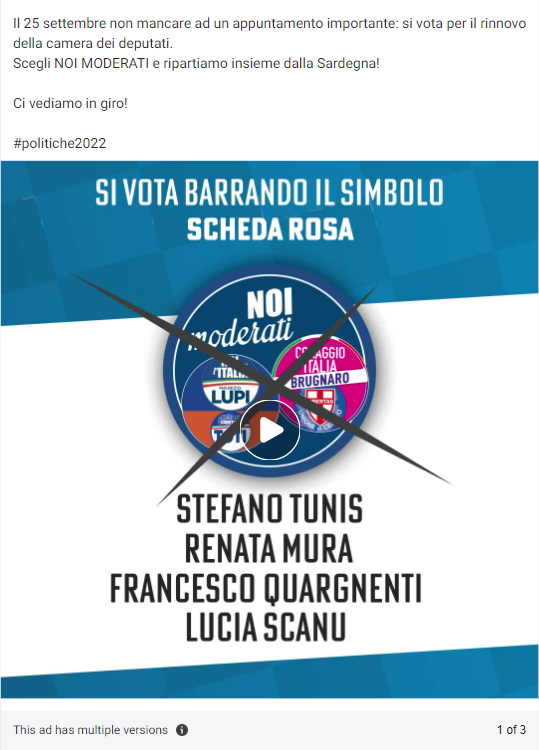 Il 25 settembre non mancare ad un appuntamento importante: si vota per il rinnovo
della camera dei deputati.
Scegli NOI MODERATI e ripartiamo insieme dalla Sardegna!
Ci vediamo in giro!
#politiche2022
SI VOTA BARRANDO IL SIMBOLO
SCHEDA ROSA
NOI
moderati
L'ITALIA
MAURIZIO
LUPI
CORAGGIO
ITALIA
BRUGNARO
STEFANO TUNIS
RENATA MURA
FRANCESCO QUARGNENTI
LUCIA SCANU
This ad has multiple versions
1 of 3